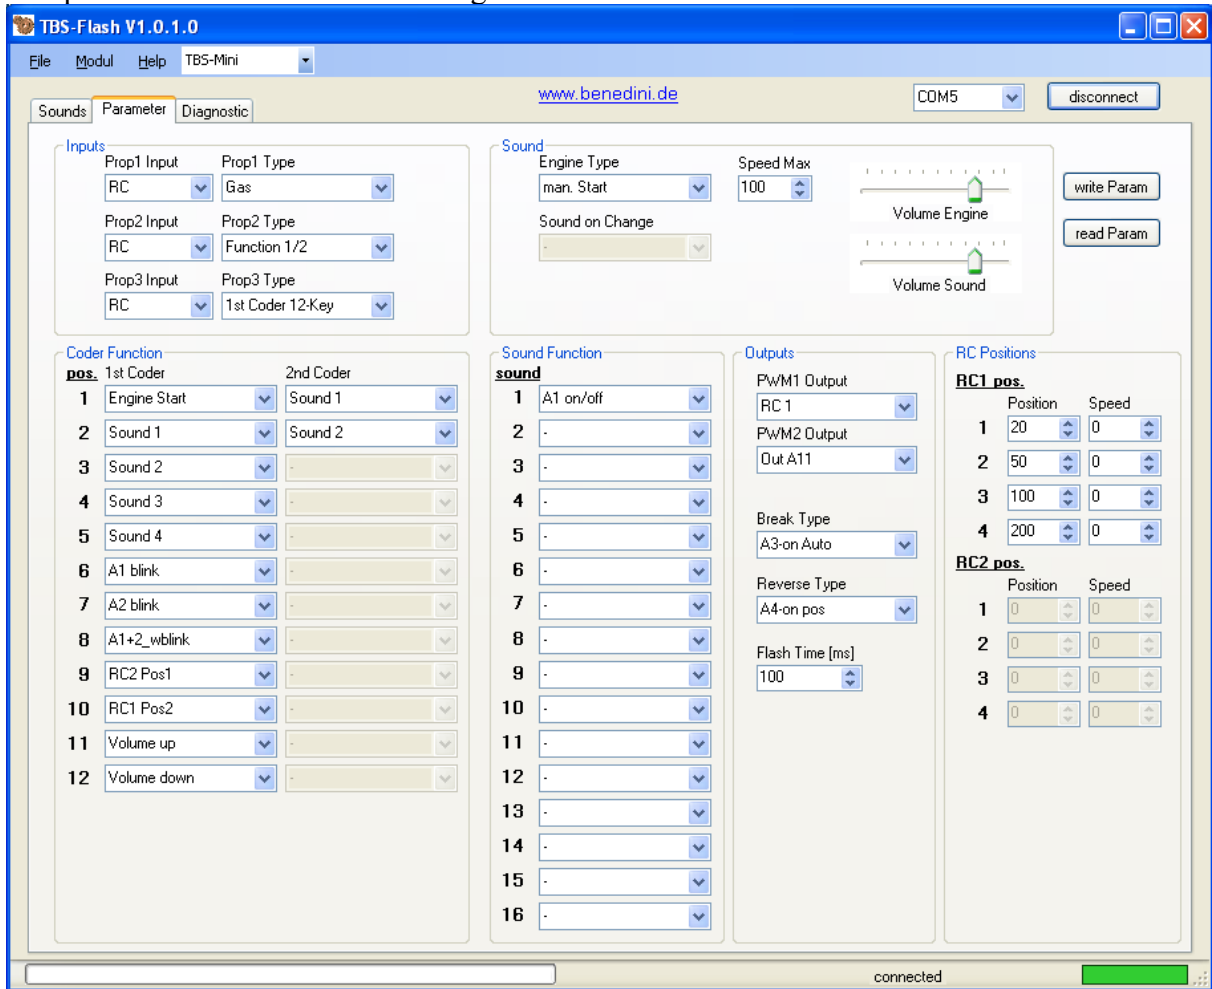 TBS-Flash V1.0.1.0
File Modul Help TBS-Mini
www.benedini.de COM5 disconnect
Sounds Parameter Diagnostic
Inputs
Prop1 Input Prop1 Type
RC Gas
Prop2 Input Prop2 Type
RC Function 1/2
Prop3 Input Prop3 Type
RC 1st Coder 12-Key
Sound
Engine Type Speed Max
man. Start 100
Sound on Change
-
Volume Engine
Volume Sound
write Param
read Param
Coder Function
pos. 1st Coder 2nd Coder
1 Engine Start Sound 1
2 Sound 1 Sound 2
3 Sound 2 -
4 Sound 3 -
5 Sound 4 -
6 A1 blink -
7 A2 blink -
8 A1+2_wblink -
9 RC2 Pos1 -
10 RC1 Pos2 -
11 Volume up -
12 Volume down -
Sound Function
sound
1 A1 on/off
2 -
3 -
4 -
5 -
6 -
7 -
8 -
9 -
10 -
11 -
12 -
13 -
14 -
15 -
16 -
Outputs
PWM1 Output
RC 1
PWM2 Output
Out A11
Break Type
A3-on Auto
Reverse Type
A4-on pos
Flash Time [ms]
100
RC Positions
RC1 pos.
Position Speed
1 20 0
2 50 0
3 100 0
4 200 0
RC2 pos.
Position Speed
1 0 0
2 0 0
3 0 0
4 0 0
connected